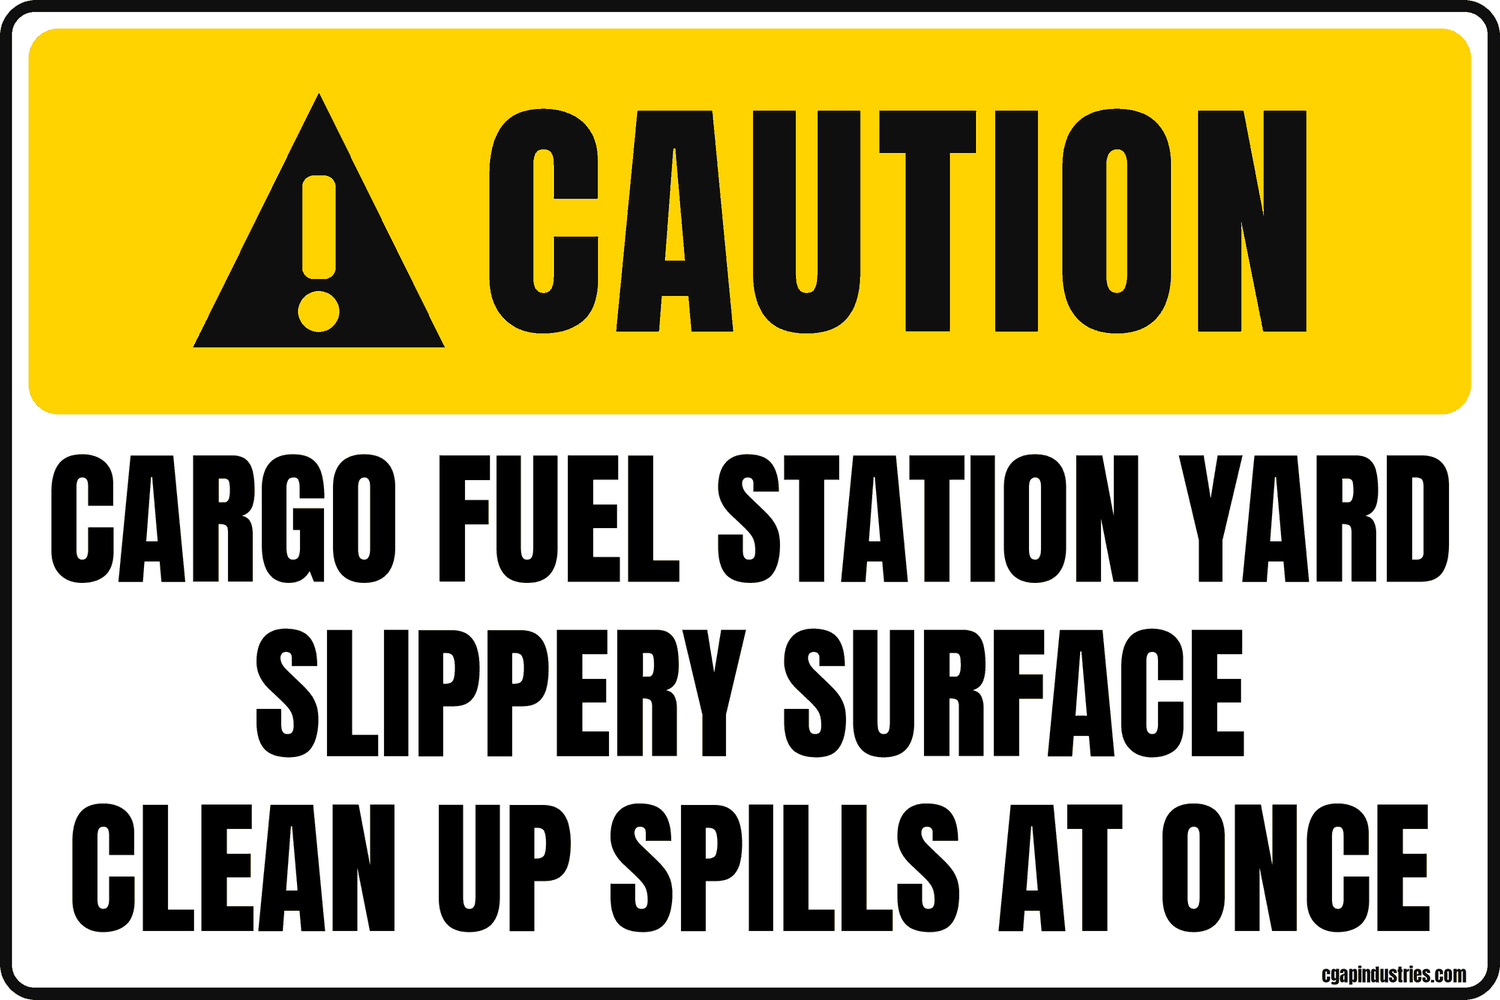 CAUTION
CARGO FUEL STATION YARD
SLIPPERY SURFACE
CLEAN UP SPILLS AT ONCE
cgapindustries.com